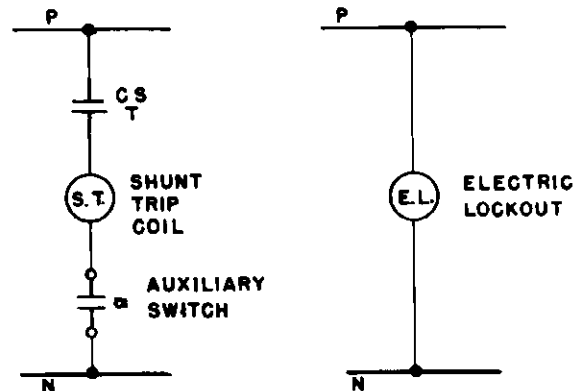 P
CS
T
S.T.
SHUNT
TRIP
COIL
a
AUXILIARY
SWITCH
N
P
E.L.
ELECTRIC
LOCKOUT
N